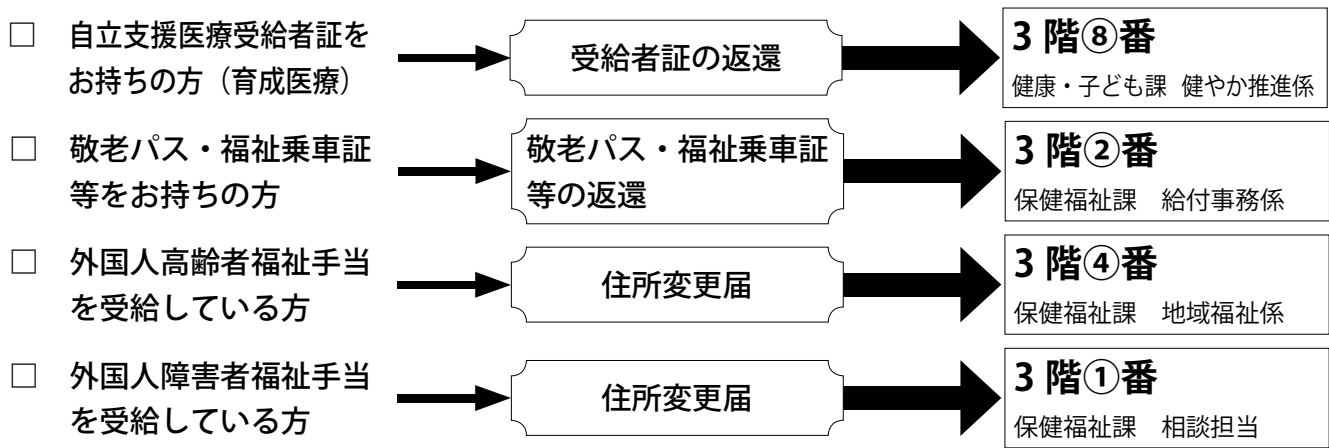 □ 自立支援医療受給者証を
お持ちの方（育成医療）
受給者証の返還
3 階⑧番
健康・子ども課 健やか推進係
□ 敬老パス・福祉乗車証
等をお持ちの方
敬老パス・福祉乗車証
等の返還
3 階②番
保健福祉課 給付事務係
□ 外国人高齢者福祉手当
を受給している方
住所変更届
3 階④番
保健福祉課 地域福祉係
□ 外国人障害者福祉手当
を受給している方
住所変更届
3 階①番
保健福祉課 相談担当